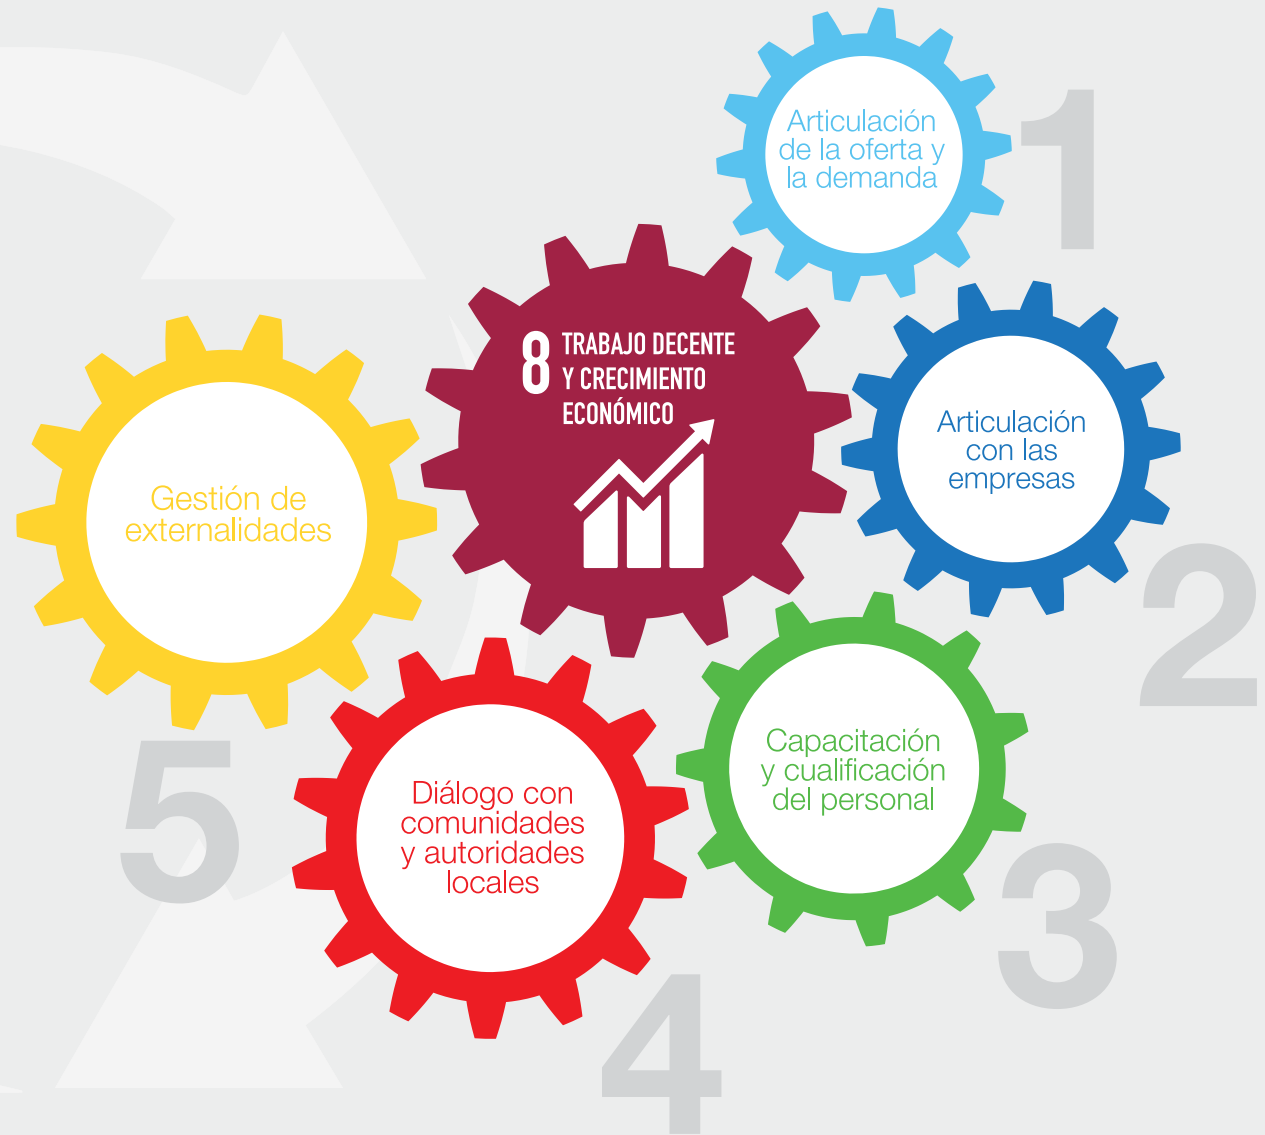 1
Articulación
de la oferta y
la demanda
8 TRABAJO DECENTE
Y CRECIMIENTO
ECONÓMICO
2
Articulación
con las
empresas
3
Capacitación
y cualificación
del personal
4
Diálogo con
comunidades
y autoridades
locales
5
Gestión de
externalidades